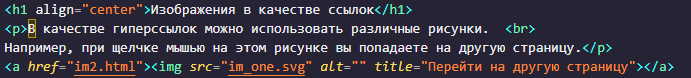 <h1 align="center">Изображения в качестве ссылок</h1>
<p>В качестве гиперссылок можно использовать различные рисунки.  <br>
Например, при щелчке мышью на этом рисунке вы попадаете на другую страницу.</p>
<a href="im2.html"><img src="im_one.svg" alt="" title="Перейти на другую страницу"></a>